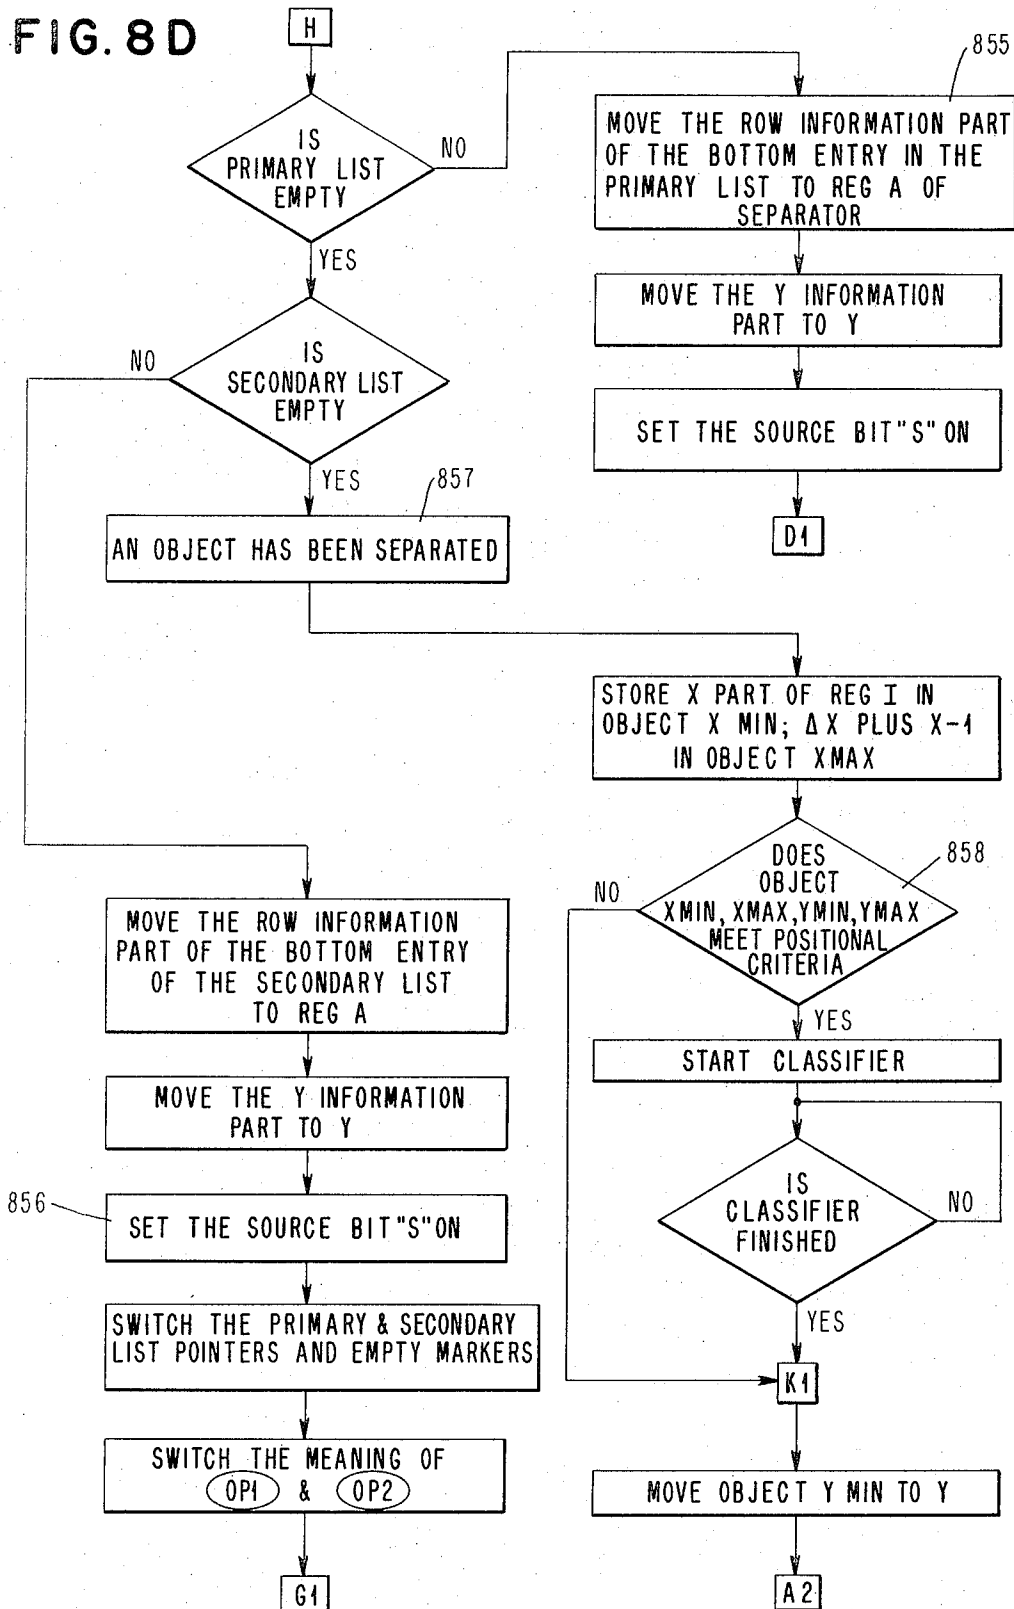 FIG. 8D
H
IS
PRIMARY LIST
EMPTY
NO
YES
855
MOVE THE ROW INFORMATION PART
OF THE BOTTOM ENTRY IN THE
PRIMARY LIST TO REG A OF
SEPARATOR
MOVE THE Y INFORMATION
PART TO Y
SET THE SOURCE BIT "S" ON
D1
IS
SECONDARY LIST
EMPTY
NO
YES
857
AN OBJECT HAS BEEN SEPARATED
STORE X PART OF REG I IN
OBJECT X MIN; Δ X PLUS X-1
IN OBJECT XMAX
DOES
OBJECT
XMIN, XMAX, YMIN, YMAX
MEET POSITIONAL
CRITERIA
858
NO
YES
START CLASSIFIER
IS
CLASSIFIER
FINISHED
NO
YES
K1
MOVE OBJECT Y MIN TO Y
A2
MOVE THE ROW INFORMATION
PART OF THE BOTTOM ENTRY
OF THE SECONDARY LIST
TO REG A
MOVE THE Y INFORMATION
PART TO Y
856
SET THE SOURCE BIT "S" ON
SWITCH THE PRIMARY & SECONDARY
LIST POINTERS AND EMPTY MARKERS
SWITCH THE MEANING OF
OP1 & OP2
G1